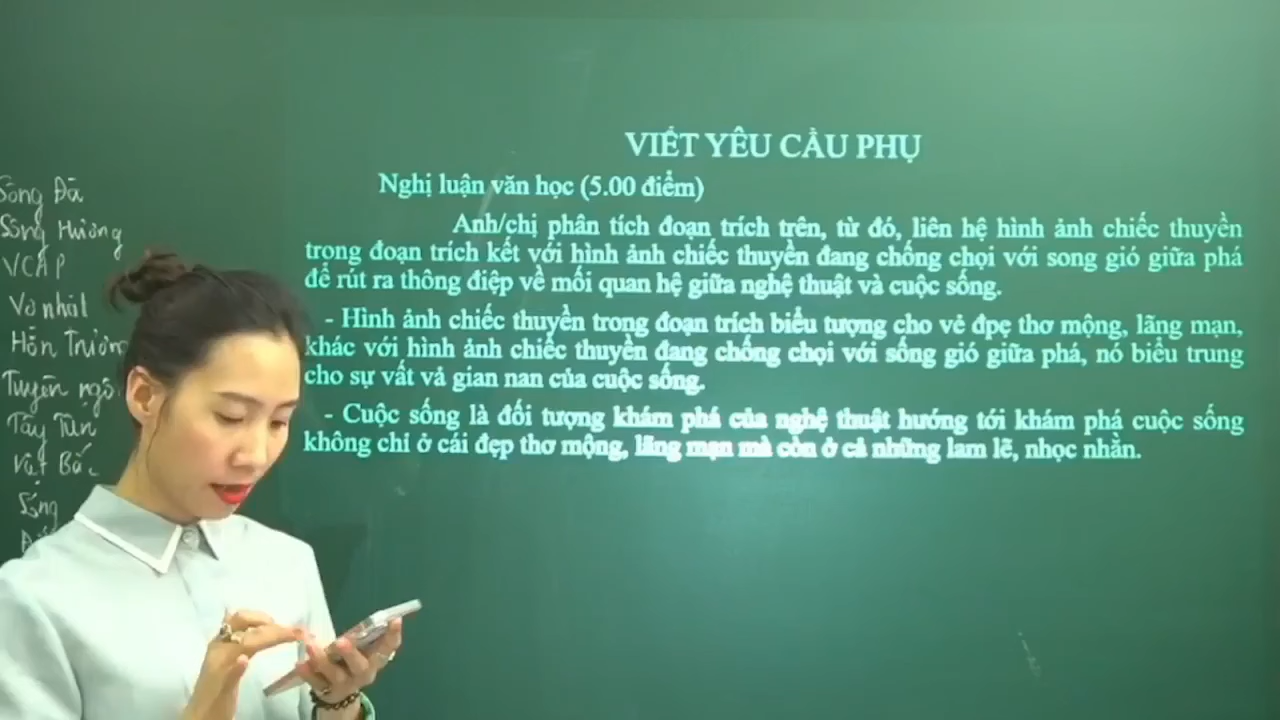 VIẾT YÊU CẦU PHỤ
Nghị luận văn học (5.00 điểm)
Anh/chị phân tích đoạn trích trên, từ đó, liên hệ hình ảnh chiếc thuyền
trong đoạn trích kết với hình ảnh chiếc thuyền đang chống chọi với song gió giữa phá
để rút ra thông điệp về mối quan hệ giữa nghệ thuật và cuộc sống.
- Hình ảnh chiếc thuyền trong đoạn trích biểu tượng cho vẻ đpẹ thơ mộng, lãng mạn,
khác với hình ảnh chiếc thuyền đang chống chọi với sống gió giữa phá, nó biểu trung
cho sự vất vả gian nan của cuộc sống.
- Cuộc sống là đối tượng khám phá của nghệ thuật hướng tới khám phá cuộc sống
không chỉ ở cái đẹp thơ mộng, lãng mạn mà còn ở cả những lam lẽ, nhọc nhằn.
Sông Đà
Sông Hương
VCAP
Vợ nhặt
Hồn Trương
Tuyên ngô
Tây Tiến
Việt Bắc
Sóng